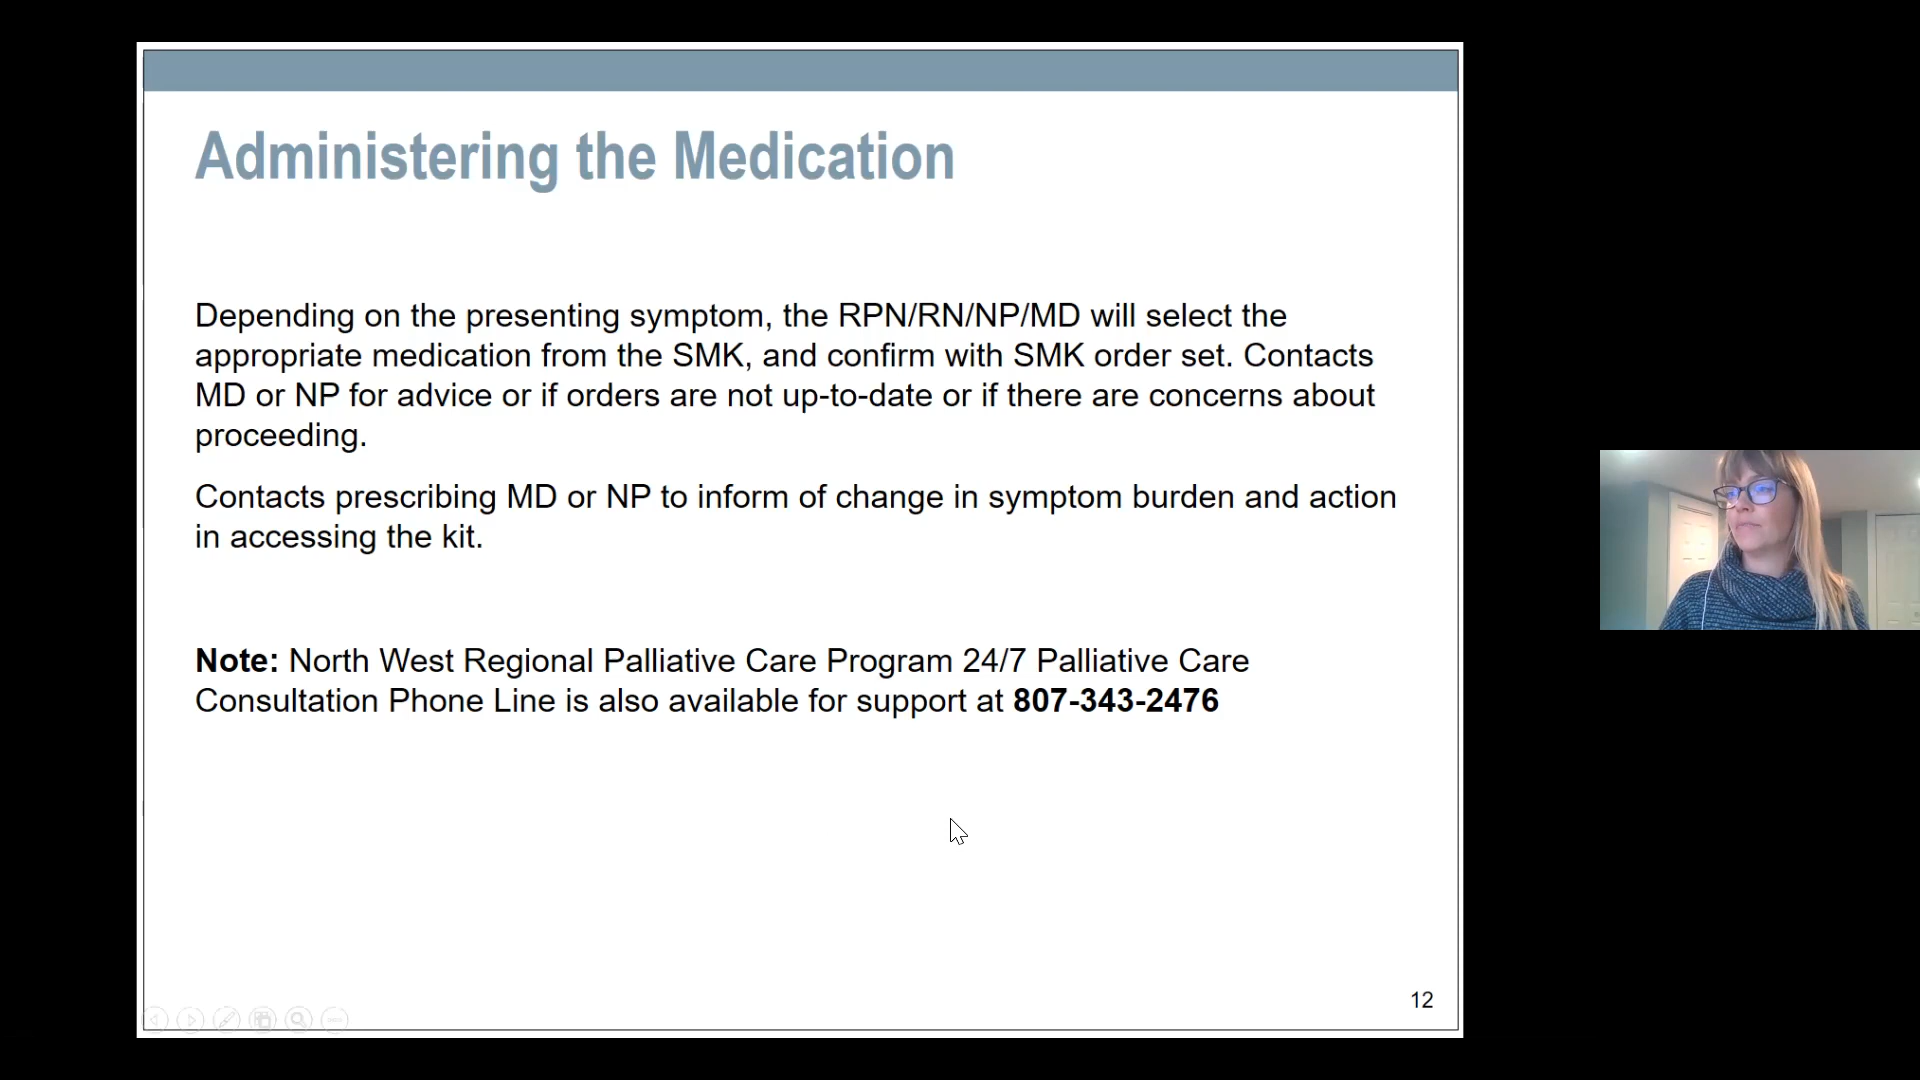 Administering the Medication
Depending on the presenting symptom, the RPN/RN/NP/MD will select the
appropriate medication from the SMK, and confirm with SMK order set. Contacts
MD or NP for advice or if orders are not up-to-date or if there are concerns about
proceeding.
Contacts prescribing MD or NP to inform of change in symptom burden and action
in accessing the kit.
Note: North West Regional Palliative Care Program 24/7 Palliative Care
Consultation Phone Line is also available for support at 807-343-2476
12